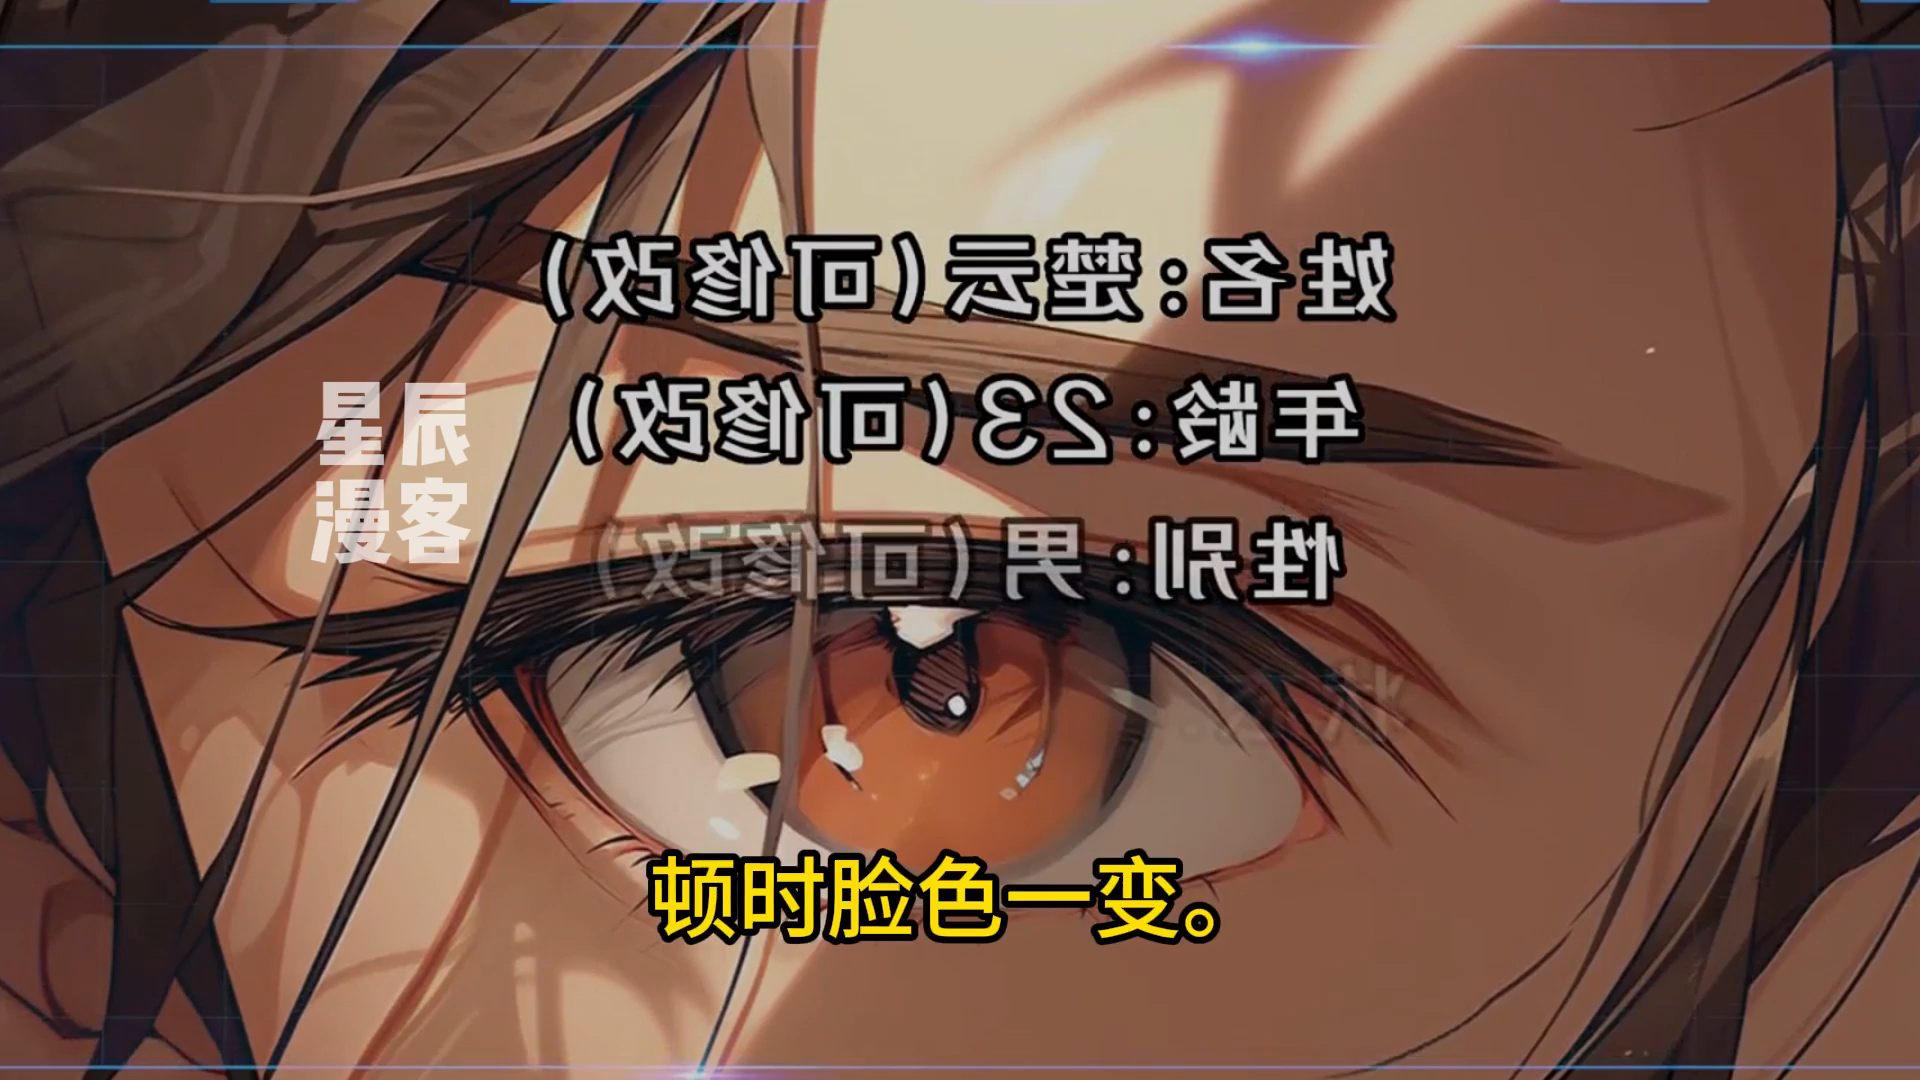 姓名:楚云(可修改)
年龄:23(可修改)
性别:男(可修改)
星辰
漫客
顿时脸色一变。